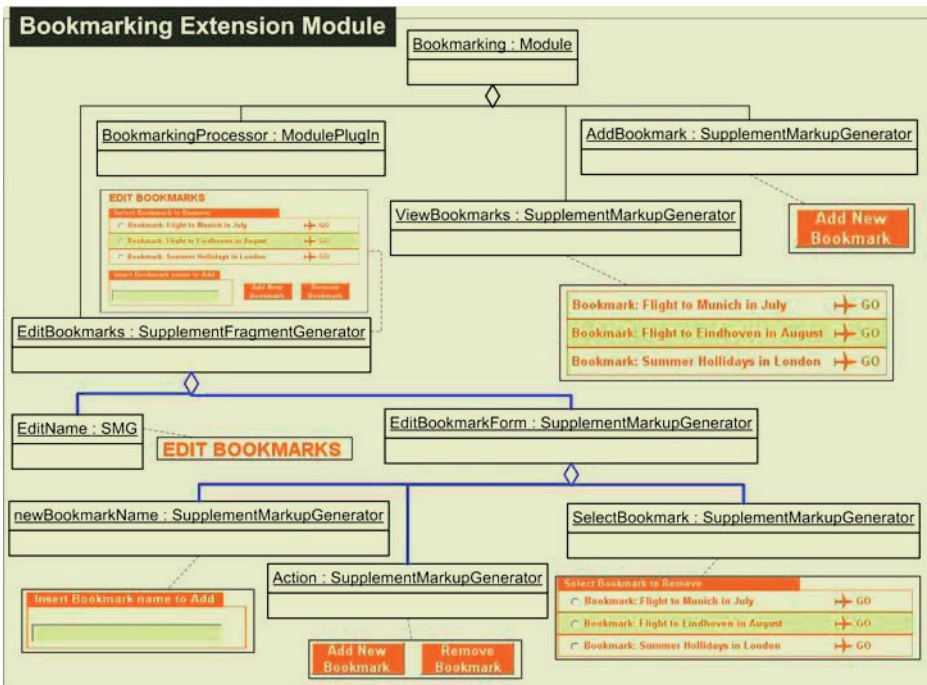 Bookmarking Extension Module
Bookmarking : Module
BookmarkingProcessor : ModulePlugIn
AddBookmark : SupplementMarkupGenerator
EDIT BOOKMARKS
Select Bookmark to Remove
Bookmark: Flight to Munich in July GO
Bookmark: Flight to Eindhoven in August GO
Bookmark: Summer Hollidays in London GO
Insert Bookmark name to Add
Add New
Bookmark
Remove
Bookmark
ViewBookmarks : SupplementMarkupGenerator
Add New
Bookmark
Bookmark: Flight to Munich in July GO
Bookmark: Flight to Eindhoven in August GO
Bookmark: Summer Hollidays in London GO
EditBookmarks : SupplementFragmentGenerator
EditName : SMG
EDIT BOOKMARKS
EditBookmarkForm : SupplementMarkupGenerator
newBookmarkName : SupplementMarkupGenerator
SelectBookmark : SupplementMarkupGenerator
Action : SupplementMarkupGenerator
Insert Bookmark name to Add
Select Bookmark to Remove
Bookmark: Flight to Munich in July GO
Bookmark: Flight to Eindhoven in August GO
Bookmark: Summer Hollidays in London GO
Add New
Bookmark
Remove
Bookmark